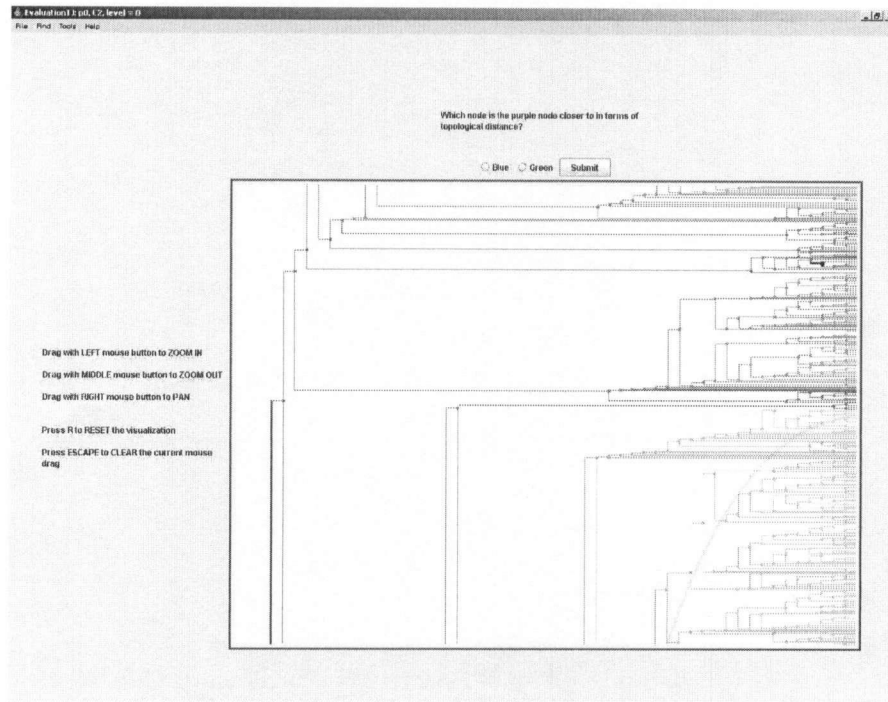 Evaluation1: p0, C2, level = 0
File Find Tools Help
Which node is the purple node closer to in terms of
topological distance?
Blue Green Submit
Drag with LEFT mouse button to ZOOM IN
Drag with MIDDLE mouse button to ZOOM OUT
Drag with RIGHT mouse button to PAN
Press R to RESET the visualization
Press ESCAPE to CLEAR the current mouse
drag